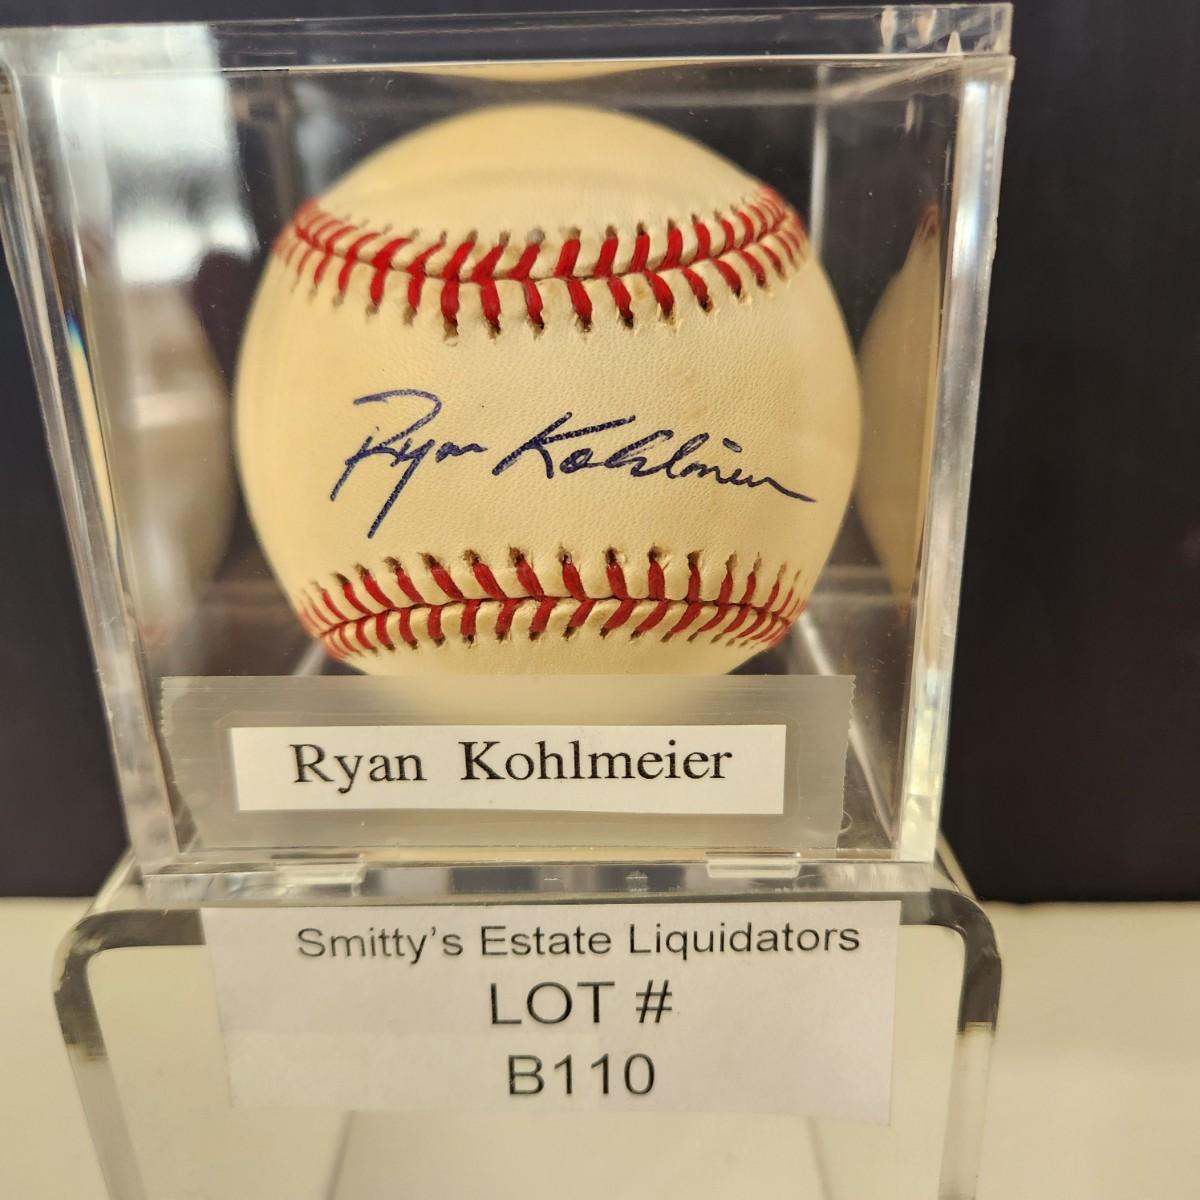 Ryan Kohlmeier
Ryan Kohlmeier
Smitty's Estate Liquidators
LOT #
B110